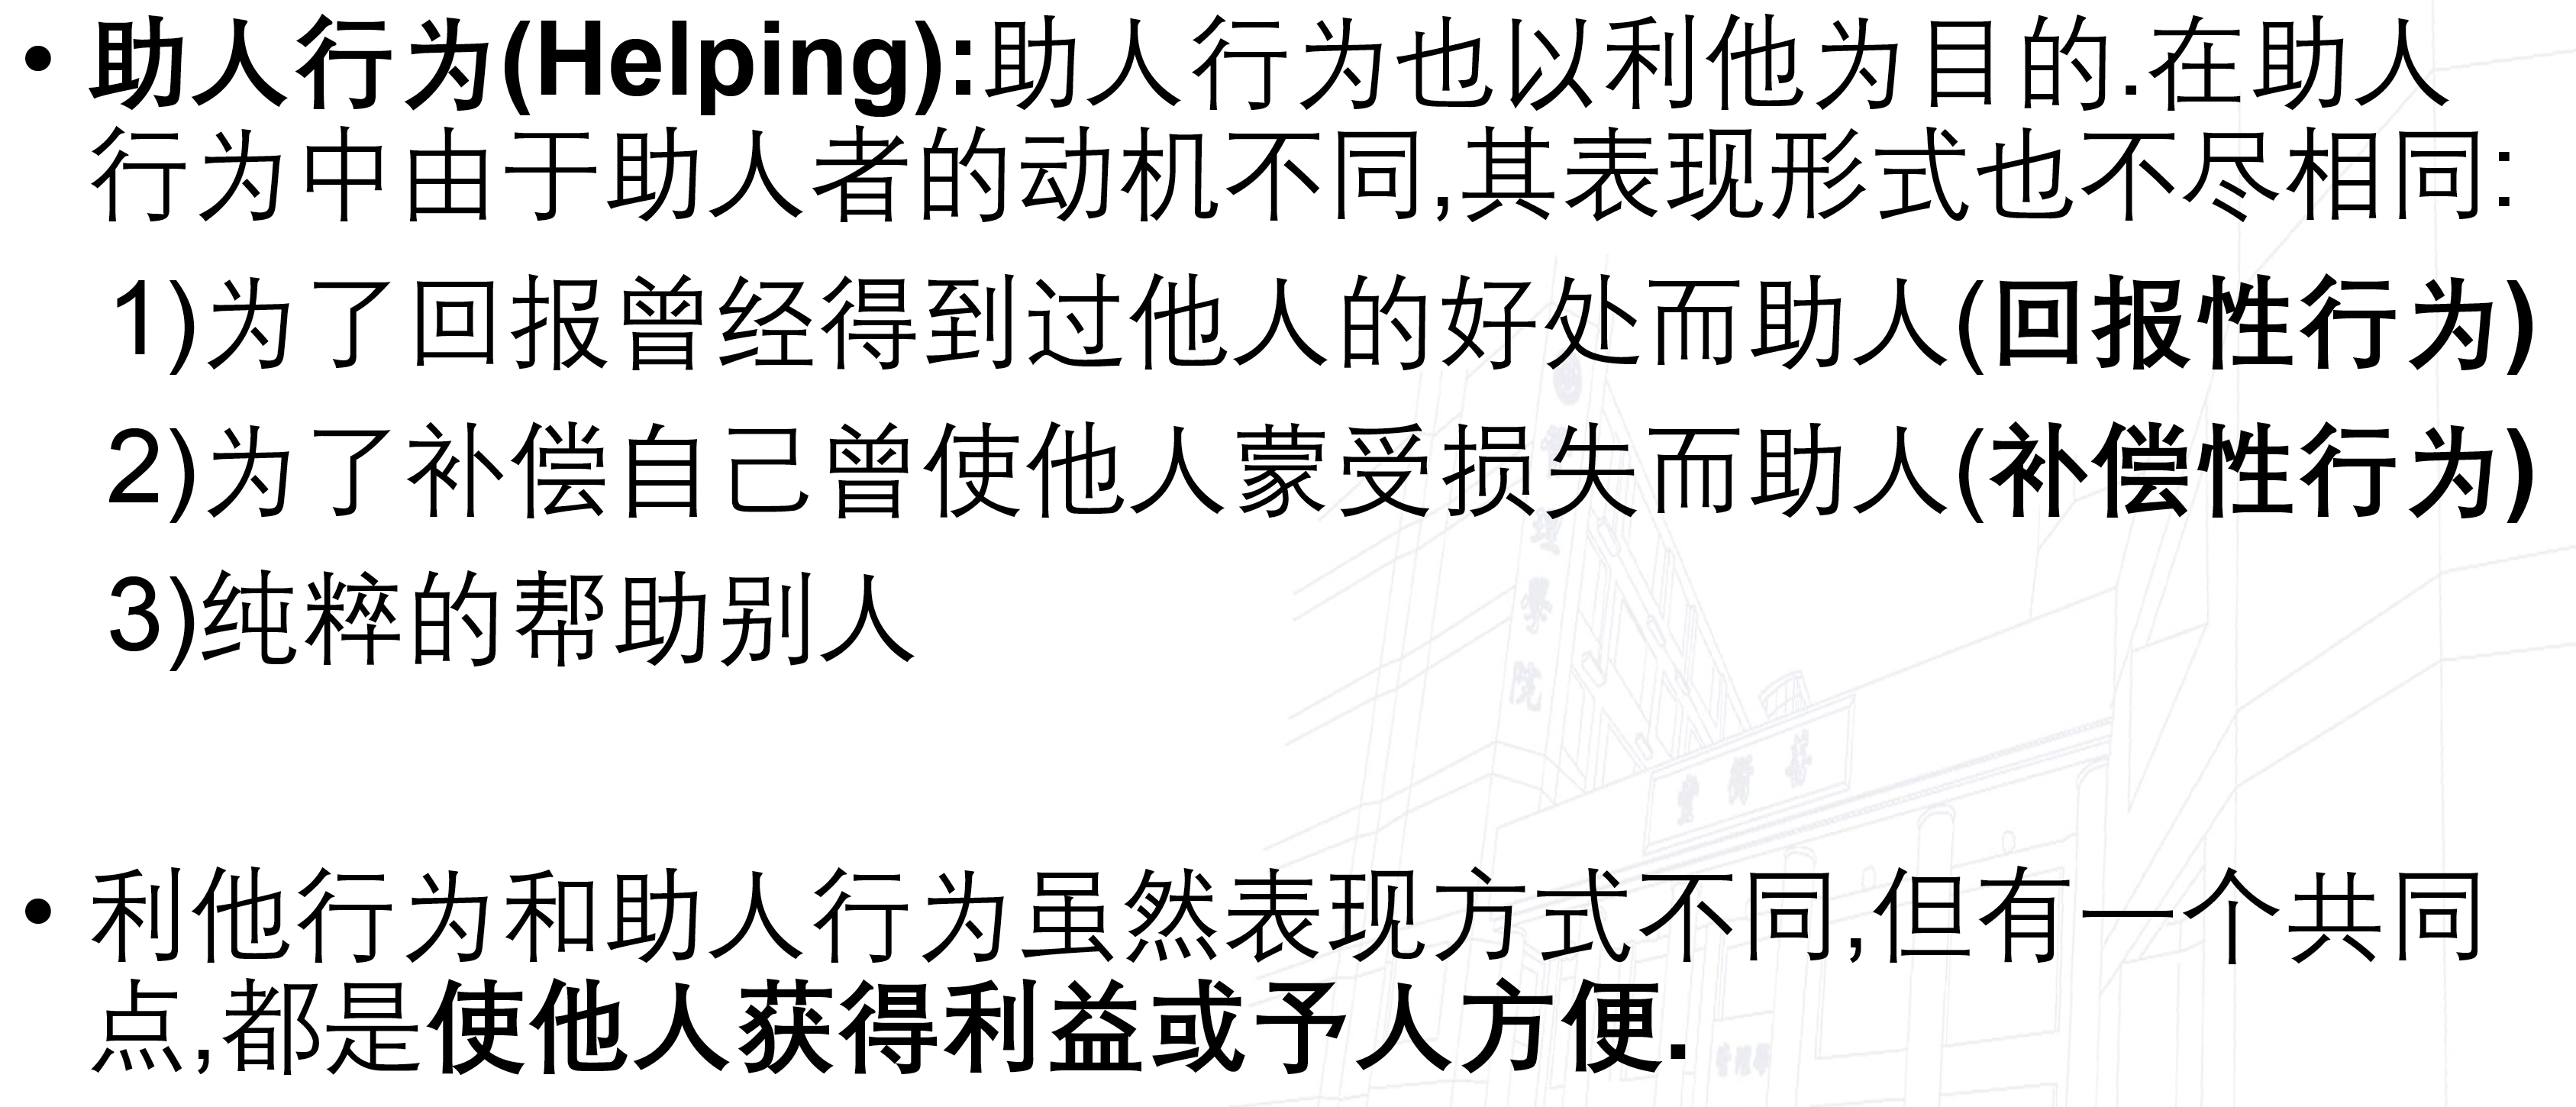 • 助人行为(Helping):助人行为也以利他为目的.在助人
行为中由于助人者的动机不同,其表现形式也不尽相同:
1)为了回报曾经得到过他人的好处而助人(回报性行为)
2)为了补偿自己曾使他人蒙受损失而助人(补偿性行为)
3)纯粹的帮助别人
• 利他行为和助人行为虽然表现方式不同,但有一个共同
点,都是使他人获得利益或予人方便.